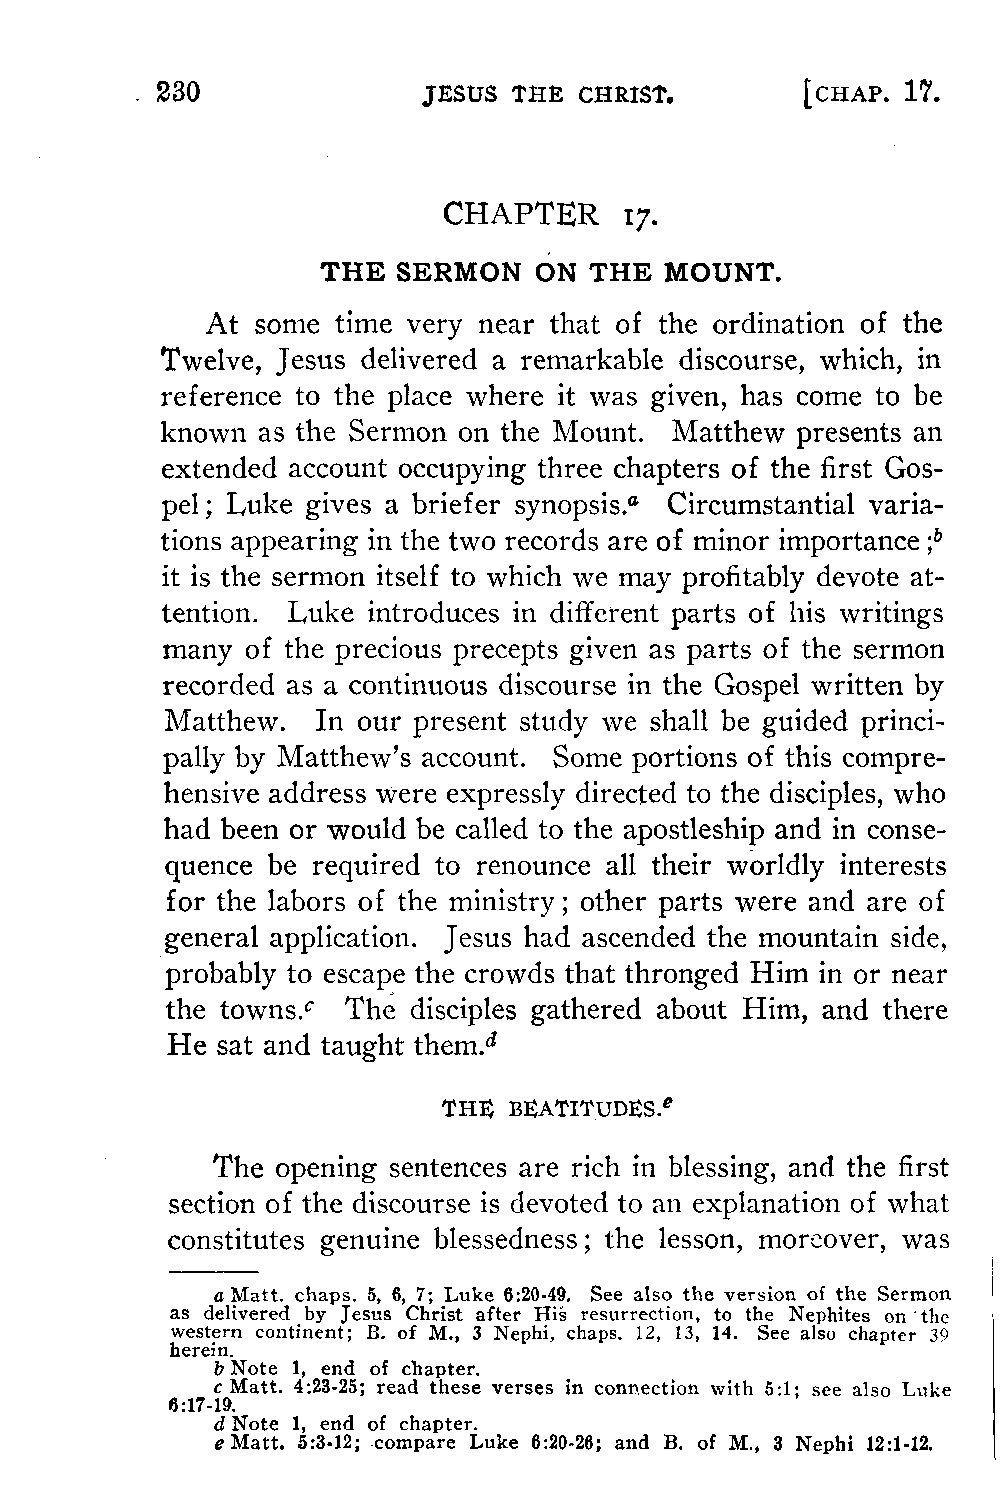 230 JESUS THE CHRIST. [CHAP. 17.
CHAPTER 17.
THE SERMON ON THE MOUNT.
At some time very near that of the ordination of the
Twelve, Jesus delivered a remarkable discourse, which, in
reference to the place where it was given, has come to be
known as the Sermon on the Mount. Matthew presents an
extended account occupying three chapters of the first Gos-
pel; Luke gives a briefer synopsis.a Circumstantial varia-
tions appearing in the two records are of minor importance;b
it is the sermon itself to which we may profitably devote at-
tention. Luke introduces in different parts of his writings
many of the precious precepts given as parts of the sermon
recorded as a continuous discourse in the Gospel written by
Matthew. In our present study we shall be guided princi-
pally by Matthew's account. Some portions of this compre-
hensive address were expressly directed to the disciples, who
had been or would be called to the apostleship and in conse-
quence be required to renounce all their worldly interests
for the labors of the ministry; other parts were and are of
general application. Jesus had ascended the mountain side,
probably to escape the crowds that thronged Him in or near
the towns.c The disciples gathered about Him, and there
He sat and taught them.d
THE BEATITUDES.e
The opening sentences are rich in blessing, and the first
section of the discourse is devoted to an explanation of what
constitutes genuine blessedness; the lesson, moreover, was
a Matt. chaps. 5, 6, 7; Luke 6:20-49. See also the version of the Sermon
as delivered by Jesus Christ after His resurrection, to the Nephites on the
western continent; B. of M., 3 Nephi, chaps. 12, 13, 14. See also chapter 39
herein.
b Note 1, end of chapter.
c Matt. 4:23-25; read these verses in connection with 5:1; see also Luke
6:17-19.
d Note 1, end of chapter.
e Matt. 5:3-12; compare Luke 6:20-26; and B. of M., 3 Nephi 12:1-12.